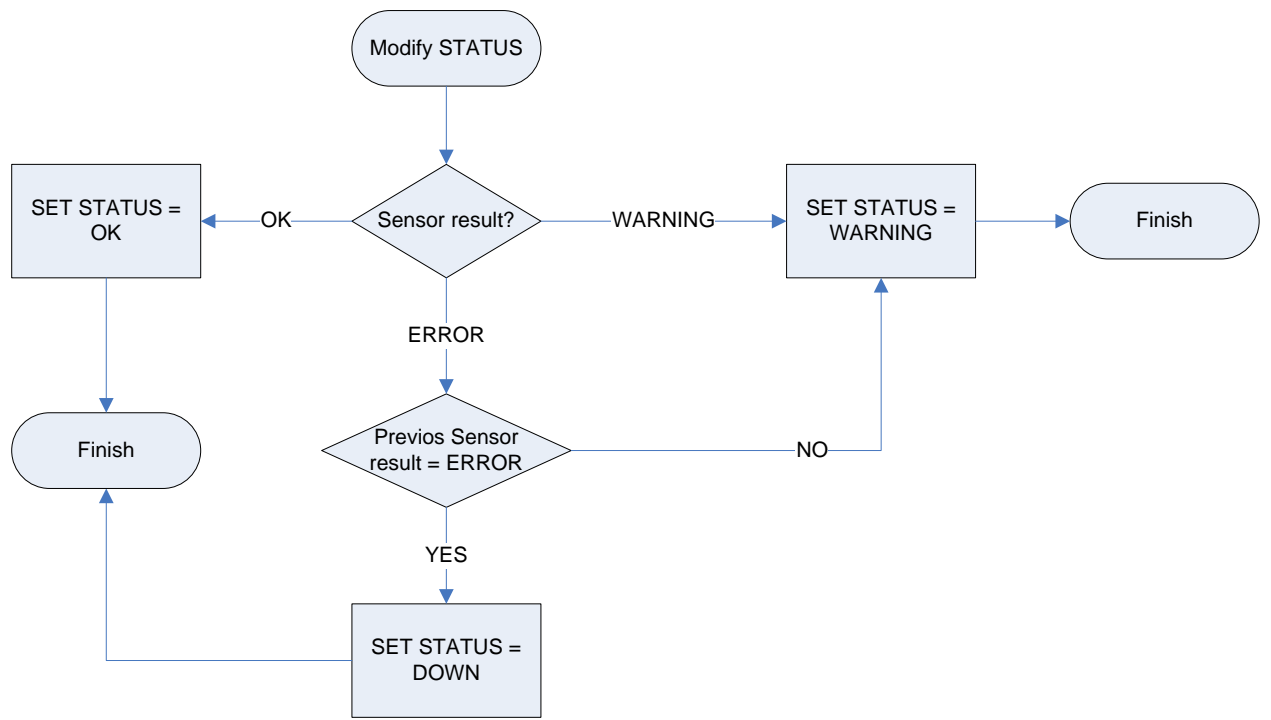 Modify STATUS
SET STATUS =
OK
OK
Sensor result?
WARNING
SET STATUS =
WARNING
Finish
ERROR
Finish
Previos Sensor
result = ERROR
NO
YES
SET STATUS =
DOWN